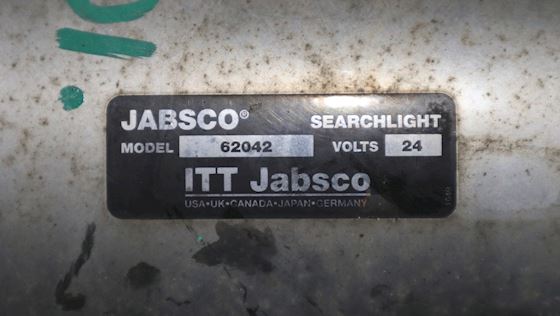 JABSCO® SEARCHLIGHT
MODEL 62042 VOLTS 24
ITT Jabsco
USA•UK•CANADA•JAPAN•GERMANY